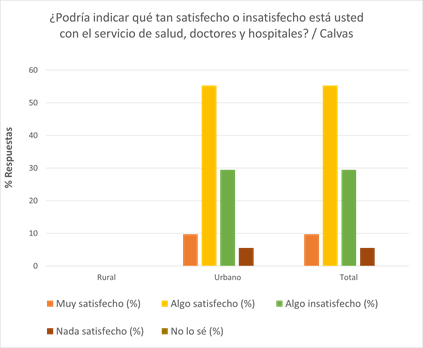 ¿Podría indicar qué tan satisfecho o insatisfecho está usted
con el servicio de salud, doctores y hospitales? / Calvas
60
50
40
30
20
10
0
% Respuestas
Rural Urbano Total
Muy satisfecho (%) Algo satisfecho (%) Algo insatisfecho (%)
Nada satisfecho (%) No lo sé (%)